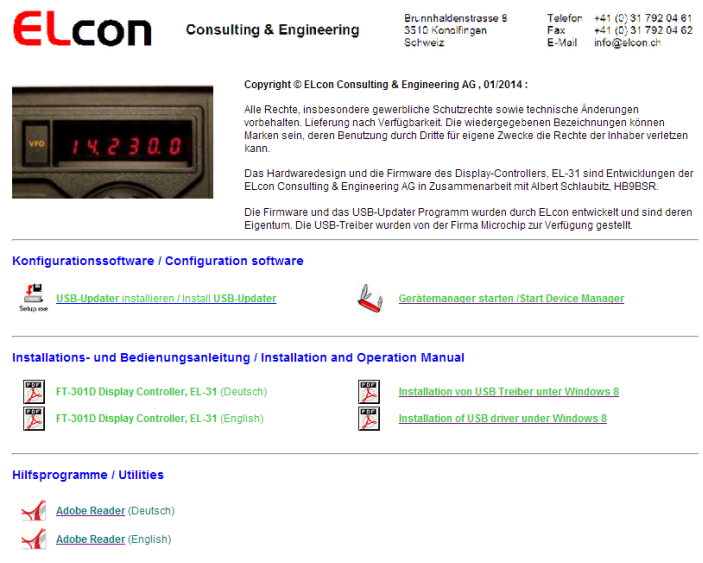 ELcon
Consulting & Engineering
Brunnhaldenstrasse 8
3510 Konolfingen
Schweiz
Telefon +41 (0) 31 792 04 61
Fax +41 (0) 31 792 04 62
E-Mail info@elcon.ch
VFO
14,230.0
Copyright © ELcon Consulting & Engineering AG , 01/2014 :
Alle Rechte, insbesondere gewerbliche Schutzrechte sowie technische Änderungen
vorbehalten. Lieferung nach Verfügbarkeit. Die wiedergegebenen Bezeichnungen können
Marken sein, deren Benutzung durch Dritte für eigene Zwecke die Rechte der Inhaber verletzen
kann.
Das Hardwaredesign und die Firmware des Display-Controllers, EL-31 sind Entwicklungen der
ELcon Consulting & Engineering AG in Zusammenarbeit mit Albert Schlaubitz, HB9BSR.
Die Firmware und das USB-Updater Programm wurden durch ELcon entwickelt und sind deren
Eigentum. Die USB-Treiber wurden von der Firma Microchip zur Verfügung gestellt.
Konfigurationssoftware / Configuration software
Setup.exe
USB-Updater installieren / Install USB-Updater
Gerätemanager starten /Start Device Manager
Installations- und Bedienungsanleitung / Installation and Operation Manual
PDF
FT-301D Display Controller, EL-31 (Deutsch)
PDF
Installation von USB Treiber unter Windows 8
PDF
FT-301D Display Controller, EL-31 (English)
PDF
Installation of USB driver under Windows 8
Hilfsprogramme / Utilities
Adobe Reader (Deutsch)
Adobe Reader (English)